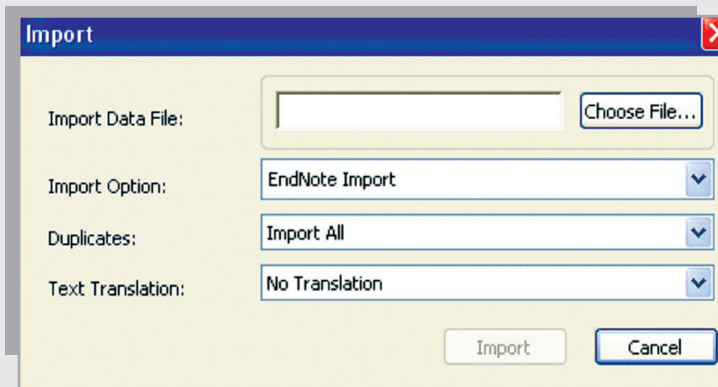 Import
Import Data File:
Choose File...
Import Option:
EndNote Import
Duplicates:
Import All
Text Translation:
No Translation
Import
Cancel